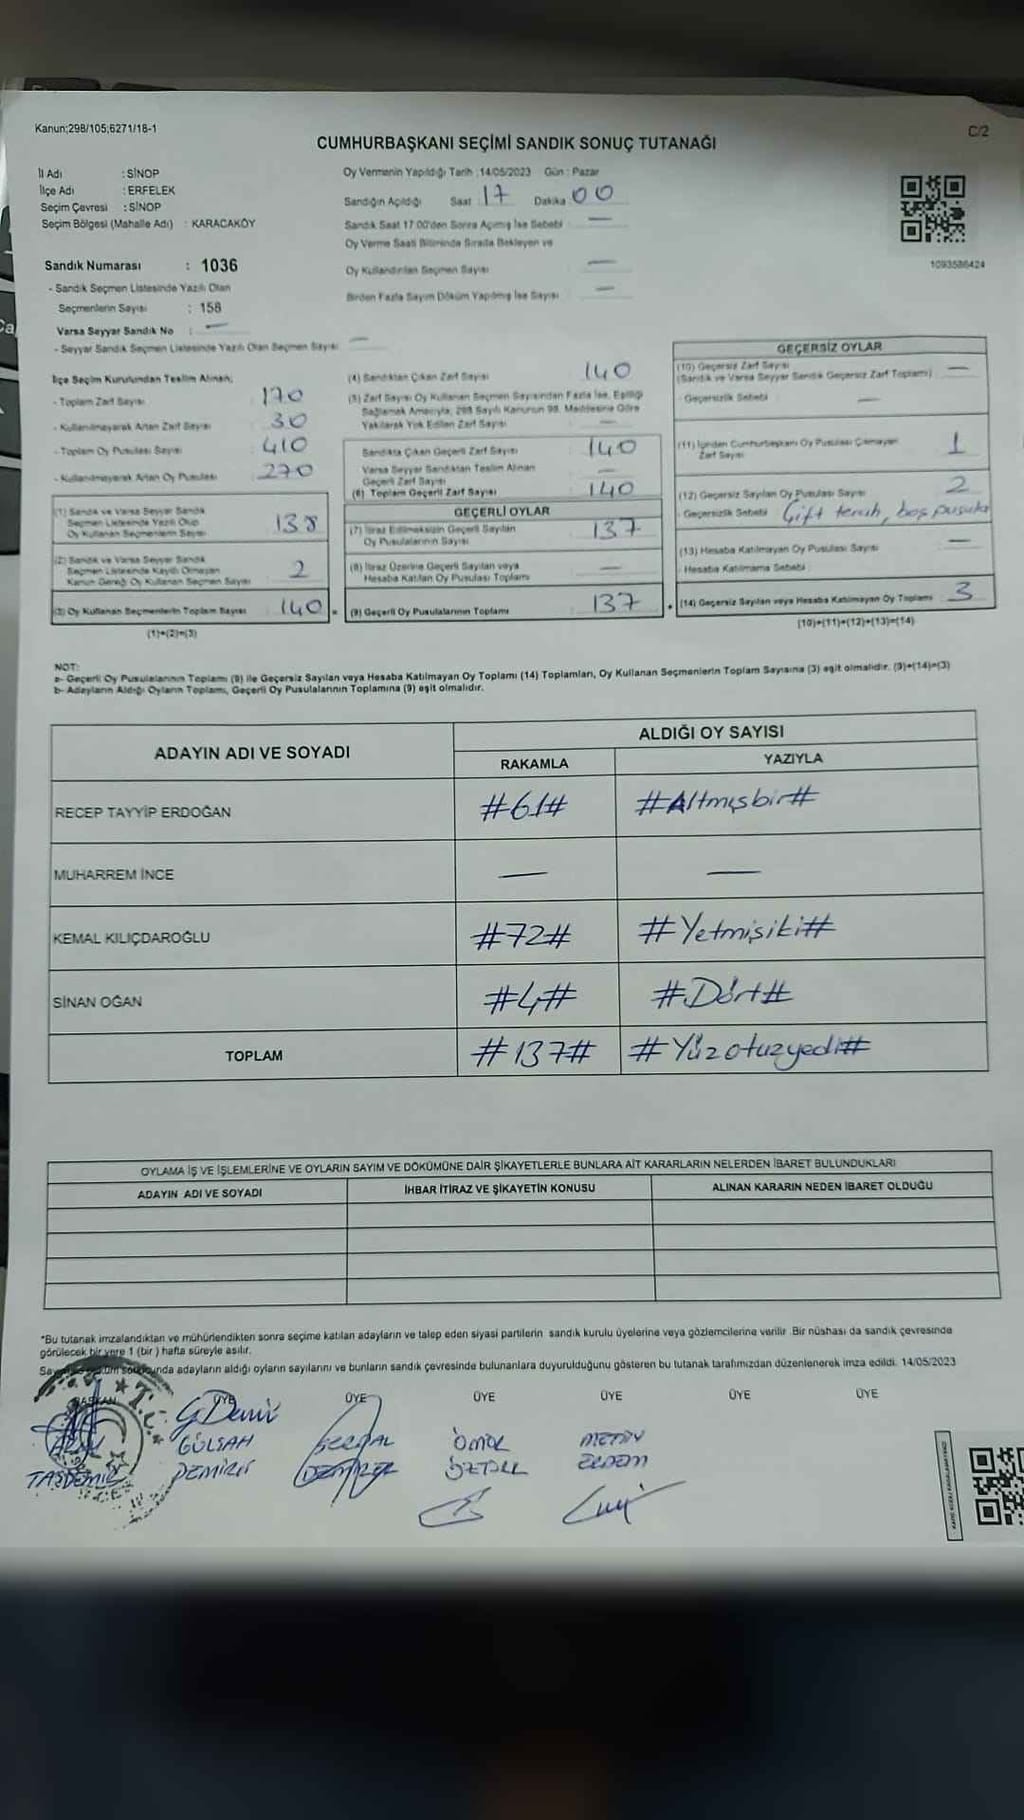 Kanun;298/105;6271/18-1
C/2
CUMHURBAŞKANI SEÇİMİ SANDIK SONUÇ TUTANAĞI
İl Adı : SİNOP
İlçe Adı : ERFELEK
Seçim Çevresi : SİNOP
Seçim Bölgesi (Mahalle Adı) : KARACAKÖY
Sandık Numarası : 1036
- Sandık Seçmen Listesinde Yazılı Olan
Seçmenlerin Sayısı : 158
Varsa Seyyar Sandık No : —
- Seyyar Sandık Seçmen Listesinde Yazılı Olan Seçmen Sayısı —
Oy Vermenin Yapıldığı Tarih : 14/05/2023 Gün : Pazar
Sandığın Açıldığı Saat : 17 Dakika : 00
Sandık Saat 17:00'den Sonra Açımış İse Sebebi —
Oy Verme Saati Bitiminde Sırada Bekleyen ve
Oy Kullandırılan Seçmen Sayısı —
Birden Fazla Sayım Döküm Yapılmış İse Sayısı —
1093586424
İlçe Seçim Kurulundan Teslim Alınan;
- Toplam Zarf Sayısı 170
- Kullanılmayarak Artan Zarf Sayısı 30
- Toplam Oy Pusulası Sayısı 410
- Kullanılmayarak Artan Oy Pusulası 270
(1) Sandık ve Varsa Seyyar Sandık
Seçmen Listesinde Yazılı Olup
Oy Kullanan Seçmenlerin Sayısı 138
(2) Sandık ve Varsa Seyyar Sandık
Seçmen Listesinde Kayıtlı Olmayan
Kanun Gereği Oy Kullanan Seçmen Sayısı 2
(3) Oy Kullanan Seçmenlerin Toplam Sayısı 140
(1)+(2)=(3)
(4) Sandıktan Çıkan Zarf Sayısı 140
(5) Zarf Sayısı Oy Kullanan Seçmen Sayısından Fazla İse, Eşitliği
Sağlamak Amacıyla, 298 Sayılı Kanunun 98. Maddesine Göre
Yakılarak Yok Edilen Zarf Sayısı —
Sandıkta Çıkan Geçerli Zarf Sayısı 140
Varsa Seyyar Sandıktan Teslim Alınan
Geçerli Zarf Sayısı —
(6) Toplam Geçerli Zarf Sayısı 140
GEÇERLİ OYLAR
(7) İtiraz Edilmeksizin Geçerli Sayılan
Oy Pusulalarının Sayısı 137
(8) İtiraz Üzerine Geçerli Sayılan veya
Hesaba Katılan Oy Pusulası Toplamı —
= (9) Geçerli Oy Pusulalarının Toplamı 137
GEÇERSİZ OYLAR
(10) Geçersiz Zarf Sayısı
(Sandık ve Varsa Seyyar Sandık Geçersiz Zarf Toplamı) —
Geçersizlik Sebebi —
(11) İçinden Cumhurbaşkanı Oy Pusulası Çıkmayan
Zarf Sayısı 1
(12) Geçersiz Sayılan Oy Pusulası Sayısı 2
Geçersizlik Sebebi Çift tercih, boş pusula
(13) Hesaba Katılmayan Oy Pusulası Sayısı —
Hesaba Katılmama Sebebi
+ (14) Geçersiz Sayılan veya Hesaba Katılmayan Oy Toplamı 3
(10)+(11)+(12)+(13)=(14)
NOT:
a- Geçerli Oy Pusulalarının Toplamı (9) ile Geçersiz Sayılan veya Hesaba Katılmayan Oy Toplamı (14) Toplamları, Oy Kullanan Seçmenlerin Toplam Sayısına (3) eşit olmalıdır. (9)+(14)=(3)
b- Adayların Aldığı Oyların Toplamı, Geçerli Oy Pusulalarının Toplamına (9) eşit olmalıdır.
ADAYIN ADI VE SOYADI
ALDIĞI OY SAYISI
RAKAMLA YAZIYLA
RECEP TAYYİP ERDOĞAN #61# #Altmışbir#
MUHARREM İNCE — —
KEMAL KILIÇDAROĞLU #72# #Yetmişiki#
SİNAN OĞAN #4# #Dört#
TOPLAM #137# #Yüzotuzyedi#
OYLAMA İŞ VE İŞLEMLERİNE VE OYLARIN SAYIM VE DÖKÜMÜNE DAİR ŞİKAYETLERLE BUNLARA AİT KARARLARIN NELERDEN İBARET BULUNDUKLARI
ADAYIN ADI VE SOYADI İHBAR İTİRAZ VE ŞİKAYETİN KONUSU ALINAN KARARIN NEDEN İBARET OLDUĞU
*Bu tutanak imzalandıktan ve mühürlendikten sonra seçime katılan adayların ve talep eden siyasi partilerin sandık kurulu üyelerine veya gözlemcilerine verilir. Bir nüshası da sandık çevresinde
görülecek bir yere 1 (bir) hafta süreyle asılır.
adayların aldığı oyların sayılarını ve bunların sandık çevresinde bulunanlara duyurulduğunu gösteren bu tutanak tarafımızdan düzenlenerek imza edildi. 14/05/2023
BAŞKAN ÜYE ÜYE ÜYE ÜYE ÜYE ÜYE
T.C.
GÜLŞAH ÖMER METİN
TAŞDEMİR DEMİREL ERDEM